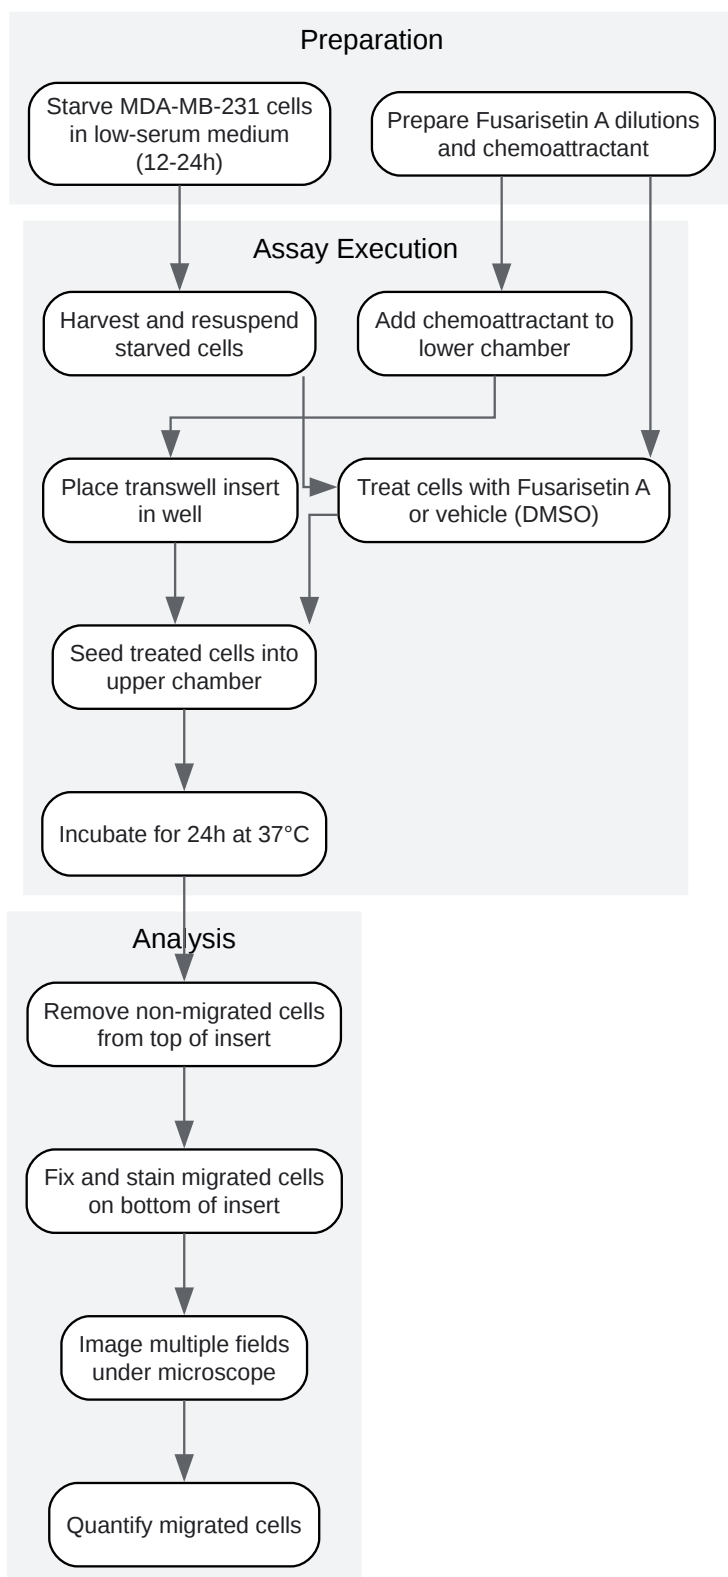 Preparation
Starve MDA-MB-231 cells
in low-serum medium
(12-24h)
Prepare Fusarisetin A dilutions
and chemoattractant
Assay Execution
Harvest and resuspend
starved cells
Add chemoattractant to
lower chamber
Place transwell insert
in well
Treat cells with Fusarisetin A
or vehicle (DMSO)
Seed treated cells into
upper chamber
Incubate for 24h at 37°C
Analysis
Remove non-migrated cells
from top of insert
Fix and stain migrated cells
on bottom of insert
Image multiple fields
under microscope
Quantify migrated cells